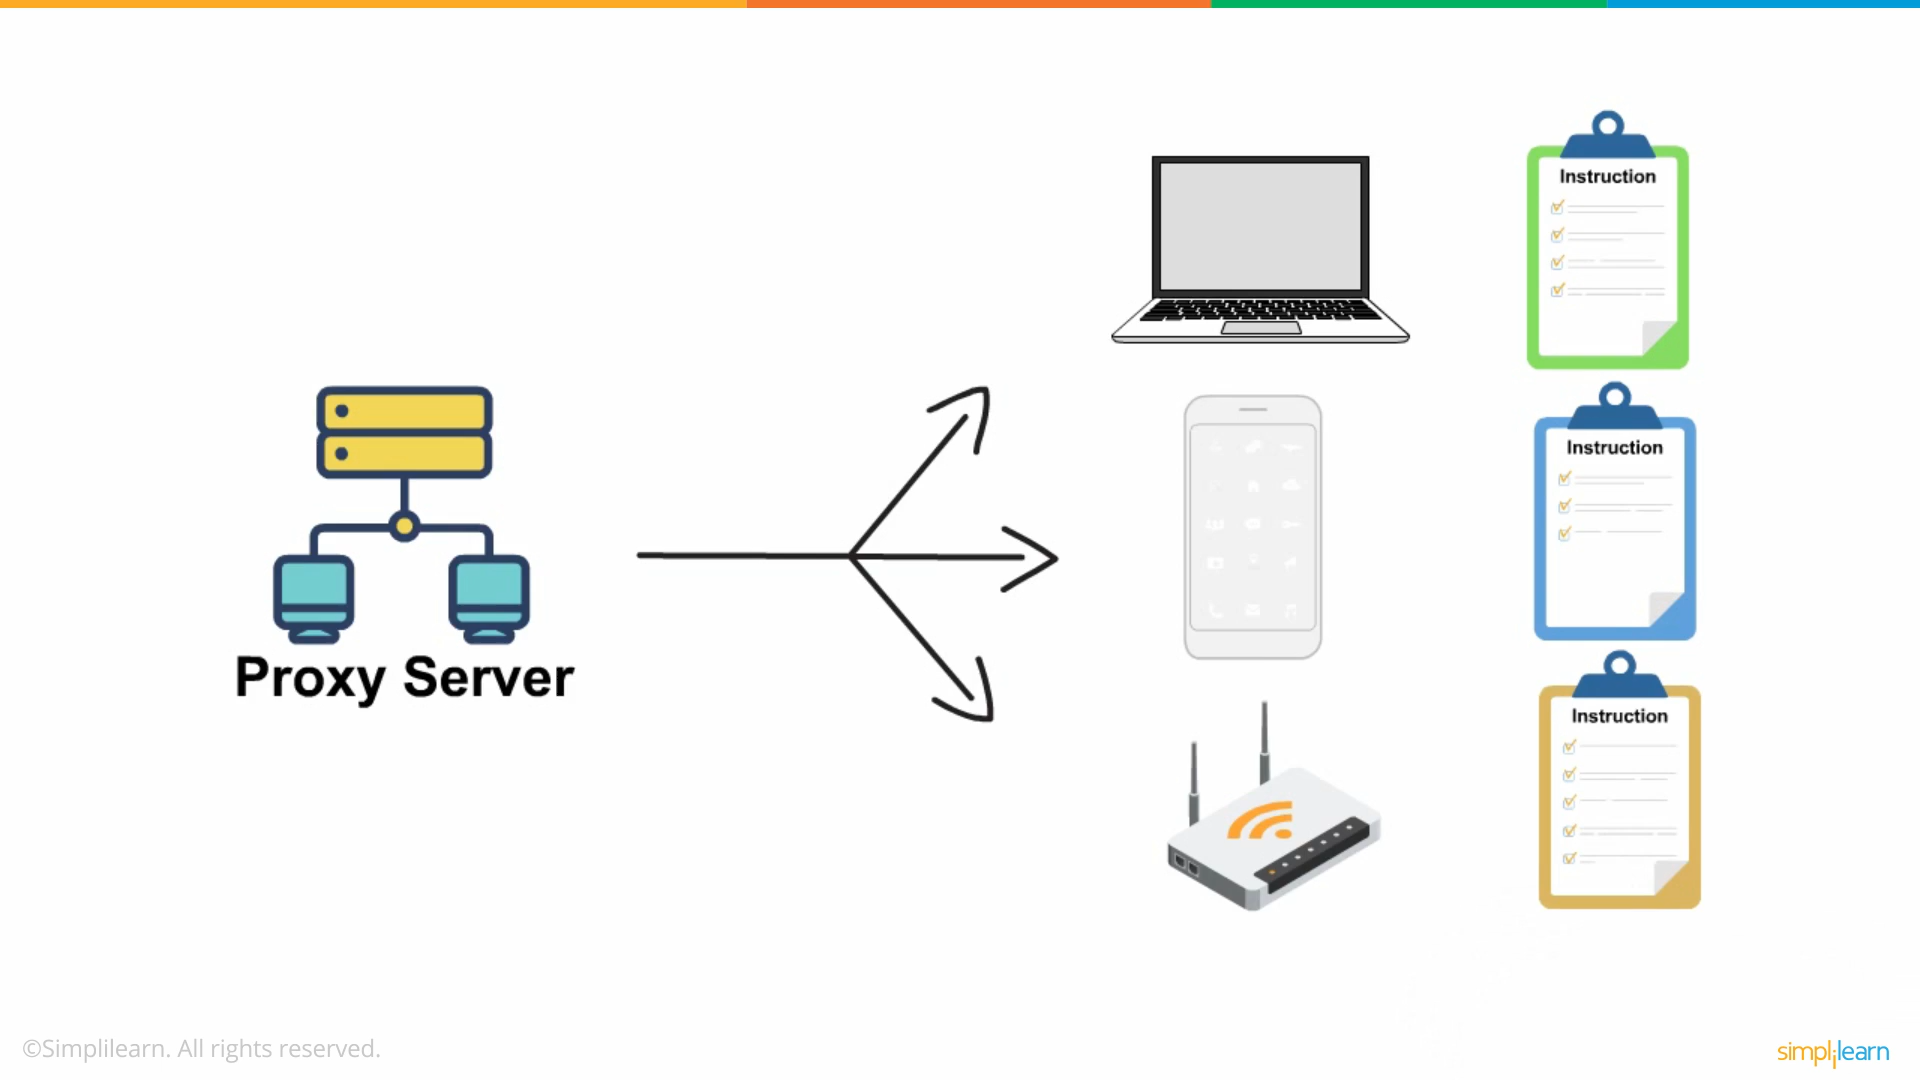 Instruction
Instruction
Proxy Server
Instruction
©Simplilearn. All rights reserved.
simplilearn